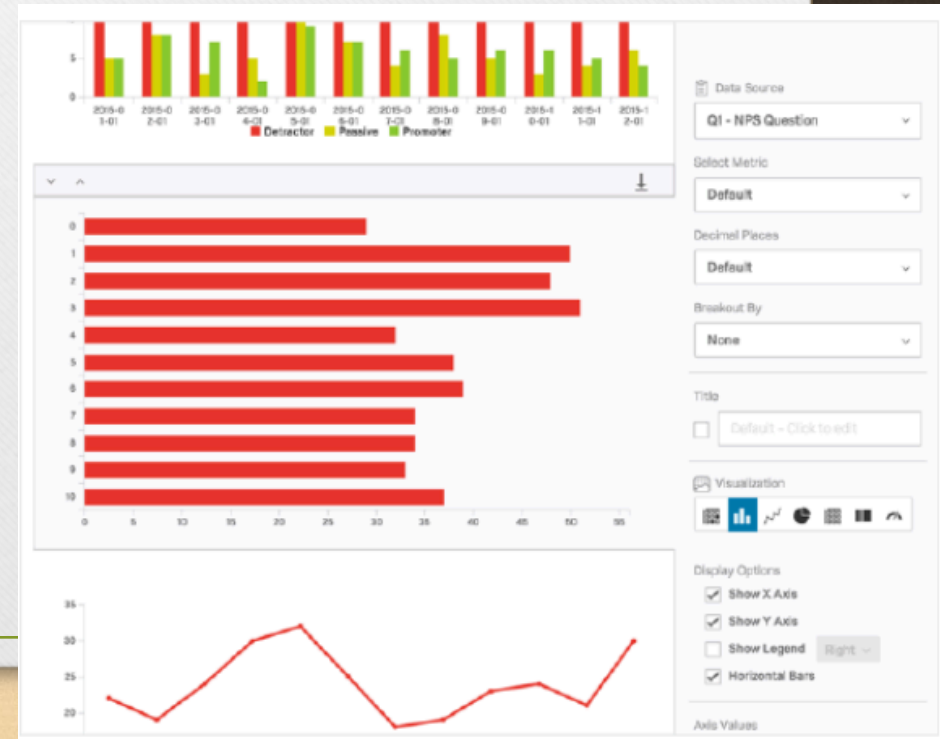 5
0
2015-0 2015-0 2015-0 2015-0 2015-0 2015-0 2015-0 2015-0 2015-0 2015-1 2015-1 2015-1
1-01 2-01 3-01 4-01 5-01 6-01 7-01 8-01 9-01 0-01 1-01 2-01
Detractor Passive Promoter
0
1
2
3
4
5
6
7
8
9
10
0 5 10 15 20 25 30 35 40 45 50 55
35
30
25
20
Data Source
Q1 - NPS Question
Select Metric
Default
Decimal Places
Default
Breakout By
None
Title
Default - Click to edit
Visualization
Display Options
Show X Axis
Show Y Axis
Show Legend Right
Horizontal Bars
Axis Values